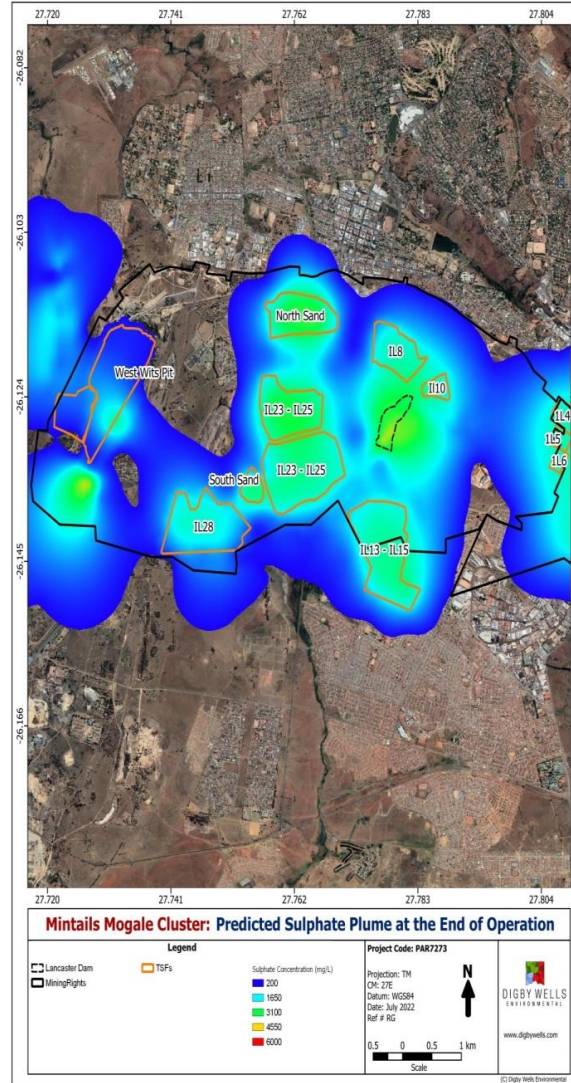 27.720 27.741 27.762 27.783 27.804
-26,082
-26,103
-26,124
-26,145
-26,166
North Sand
IL8
Il10
West Wits Pit
1L4
IL23 - IL25
1L5
1L6
IL23 - IL25
South Sand
IL28
IL13 - IL15
27.720 27.741 27.762 27.783 27.804
Mintails Mogale Cluster: Predicted Sulphate Plume at the End of Operation
Legend
Lancaster Dam
MiningRights
TSFs
Sulphate Concentration (mg/L)
200
1650
3100
4550
6000
Project Code: PAR7273
Projection: TM
CM: 27E
Datum: WGS84
Date: July 2022
Ref # RG
N
0.5 0 0.5 1 km
Scale
DIGBY WELLS
ENVIRONMENTAL
www.digbywells.com
(C) Digby Wells Environmental